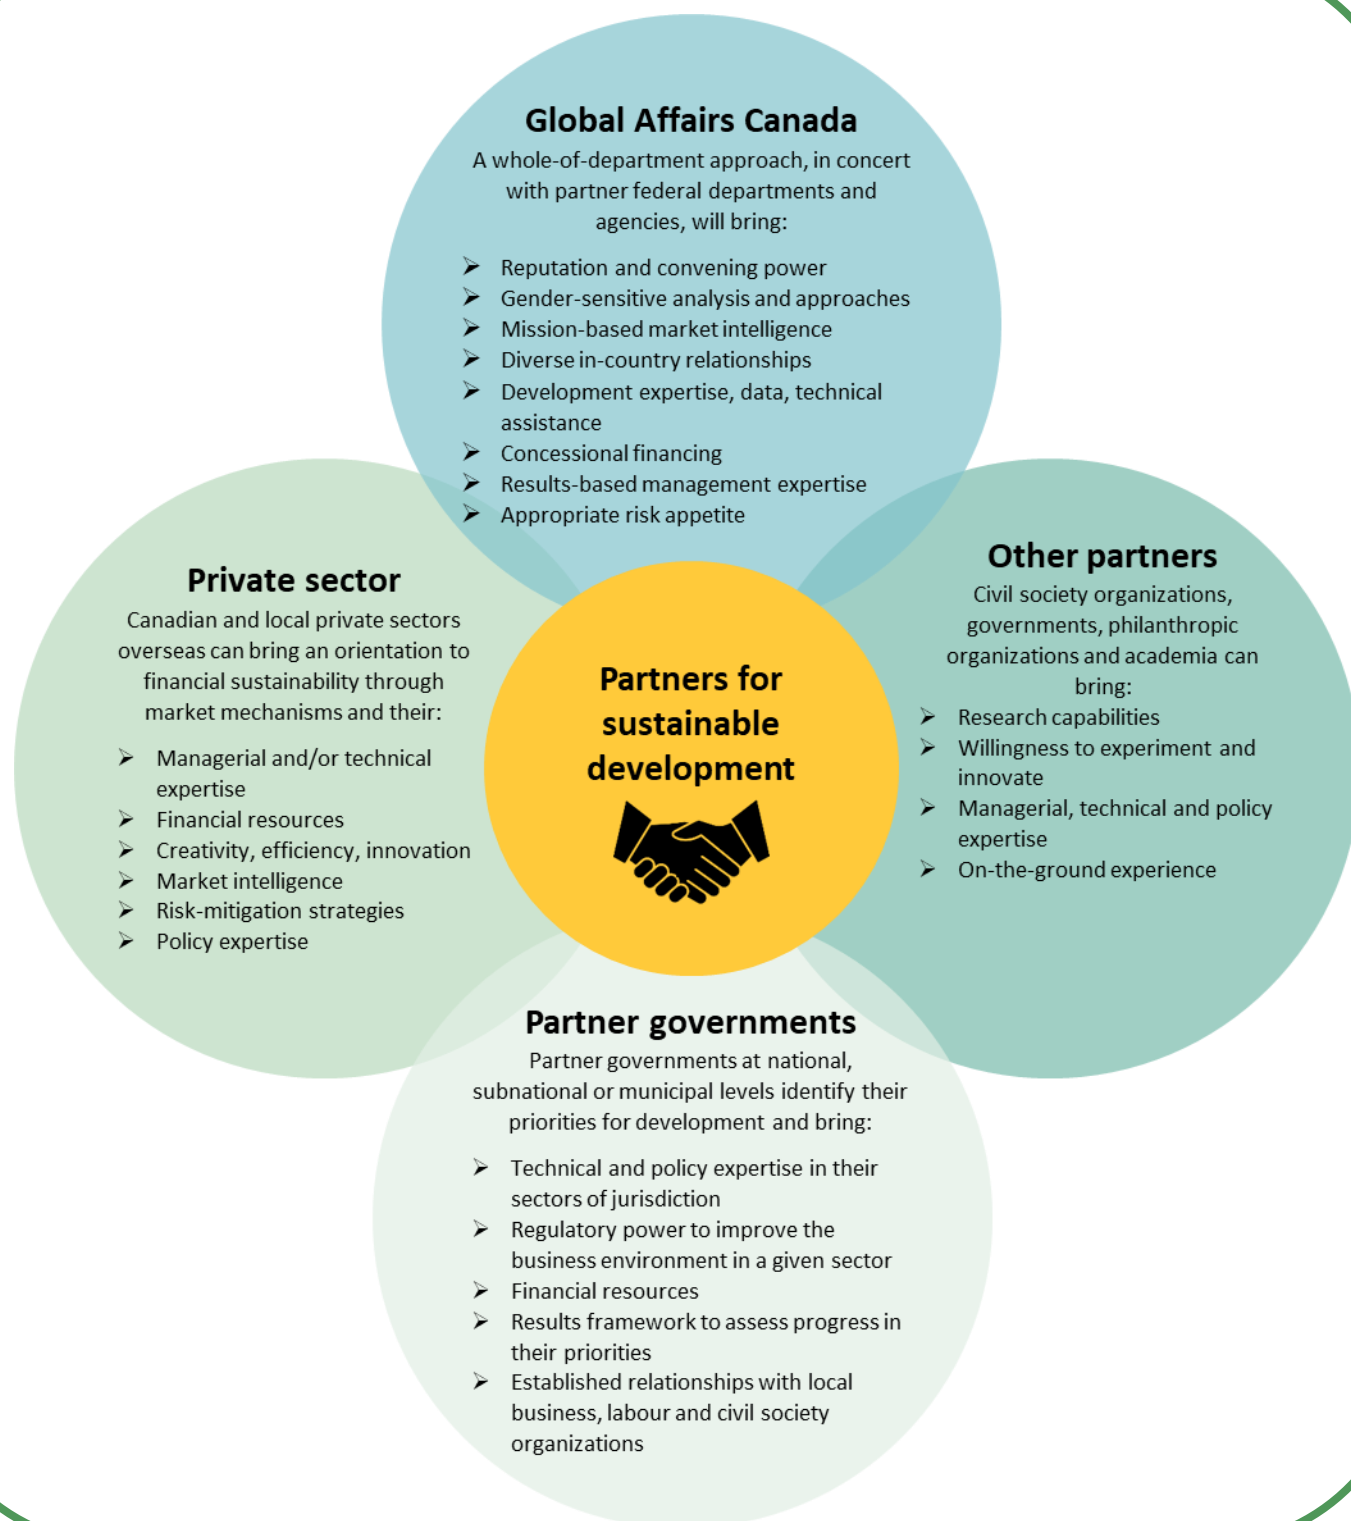 Global Affairs Canada
A whole-of-department approach, in concert
with partner federal departments and
agencies, will bring:
➢ Reputation and convening power
➢ Gender-sensitive analysis and approaches
➢ Mission-based market intelligence
➢ Diverse in-country relationships
➢ Development expertise, data, technical
assistance
➢ Concessional financing
➢ Results-based management expertise
➢ Appropriate risk appetite
Private sector
Canadian and local private sectors
overseas can bring an orientation to
financial sustainability through
market mechanisms and their:
➢ Managerial and/or technical
expertise
➢ Financial resources
➢ Creativity, efficiency, innovation
➢ Market intelligence
➢ Risk-mitigation strategies
➢ Policy expertise
Partners for
sustainable
development
Other partners
Civil society organizations,
governments, philanthropic
organizations and academia can
bring:
➢ Research capabilities
➢ Willingness to experiment and
innovate
➢ Managerial, technical and policy
expertise
➢ On-the-ground experience
Partner governments
Partner governments at national,
subnational or municipal levels identify their
priorities for development and bring:
➢ Technical and policy expertise in their
sectors of jurisdiction
➢ Regulatory power to improve the
business environment in a given sector
➢ Financial resources
➢ Results framework to assess progress in
their priorities
➢ Established relationships with local
business, labour and civil society
organizations